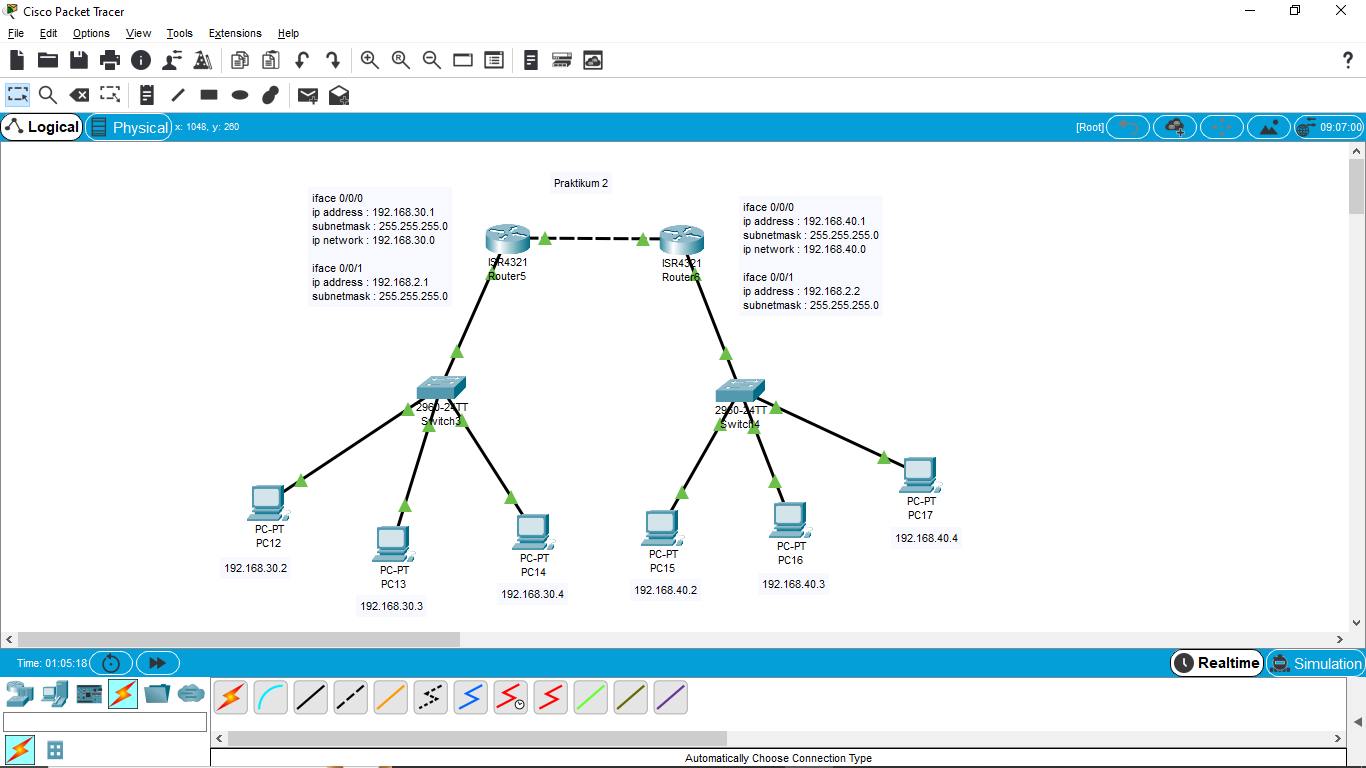 Cisco Packet Tracer
File Edit Options View Tools Extensions Help
Logical
Physical
x: 1048, y: 260
[Root]
09:07:00
Praktikum 2
iface 0/0/0
ip address : 192.168.30.1
subnetmask : 255.255.255.0
ip network : 192.168.30.0
iface 0/0/1
ip address : 192.168.2.1
subnetmask : 255.255.255.0
iface 0/0/0
ip address : 192.168.40.1
subnetmask : 255.255.255.0
ip network : 192.168.40.0
iface 0/0/1
ip address : 192.168.2.2
subnetmask : 255.255.255.0
ISR4321
Router5
ISR4321
Router6
2960-24TT
Switch3
2960-24TT
Switch4
PC-PT
PC12
192.168.30.2
PC-PT
PC13
192.168.30.3
PC-PT
PC14
192.168.30.4
PC-PT
PC15
192.168.40.2
PC-PT
PC16
192.168.40.3
PC-PT
PC17
192.168.40.4
Time: 01:05:18
Realtime
Simulation
Automatically Choose Connection Type